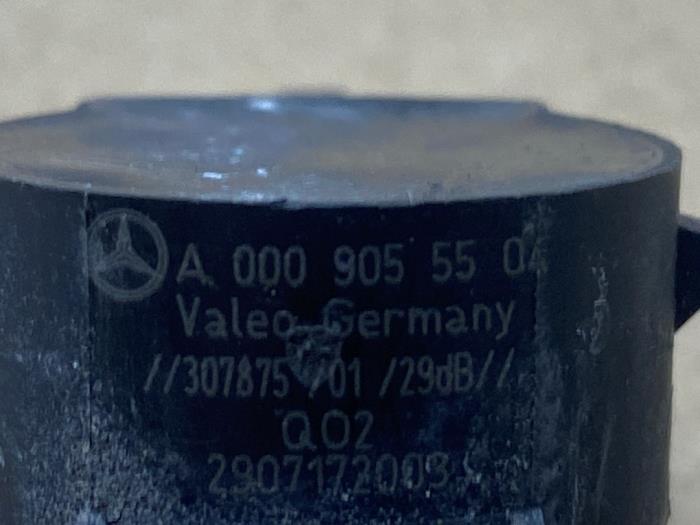 A 000 905 55 04
Valeo Germany
//307875 /01 /29dB//
Q02
2907172003